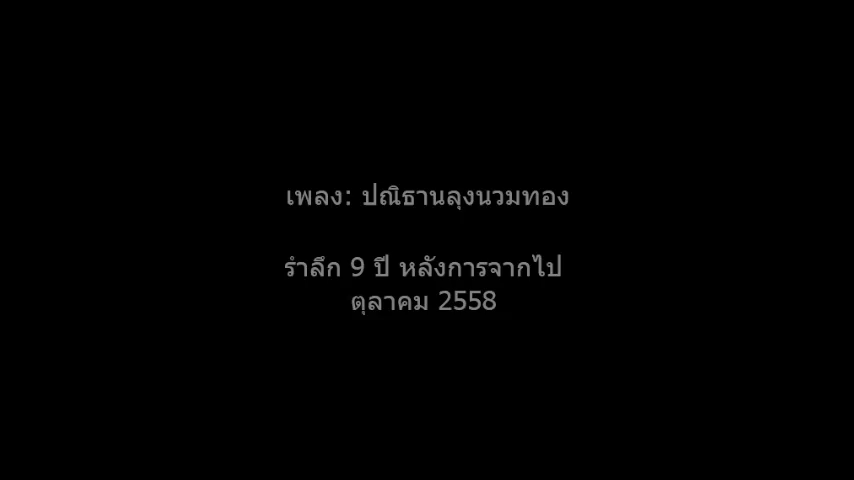 เพลง: ปณิธานลุงนวมทอง
รำลึก 9 ปี หลังการจากไป
ตุลาคม 2558